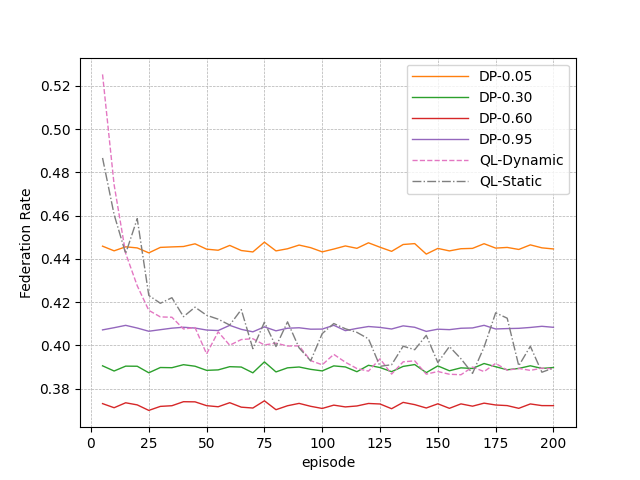 0.52
0.50
0.48
0.46
0.44
0.42
0.40
0.38
Federation Rate
DP-0.05
DP-0.30
DP-0.60
DP-0.95
QL-Dynamic
QL-Static
0 25 50 75 100 125 150 175 200
episode